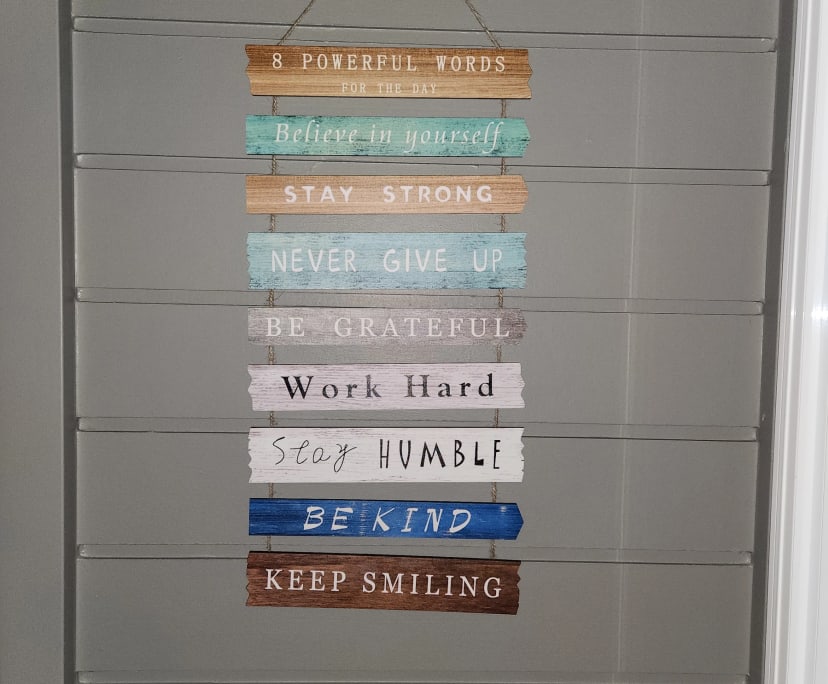 8 POWERFUL WORDS
FOR THE DAY
Believe in yourself
STAY STRONG
NEVER GIVE UP
BE GRATEFUL
Work Hard
Stay HUMBLE
BE KIND
KEEP SMILING